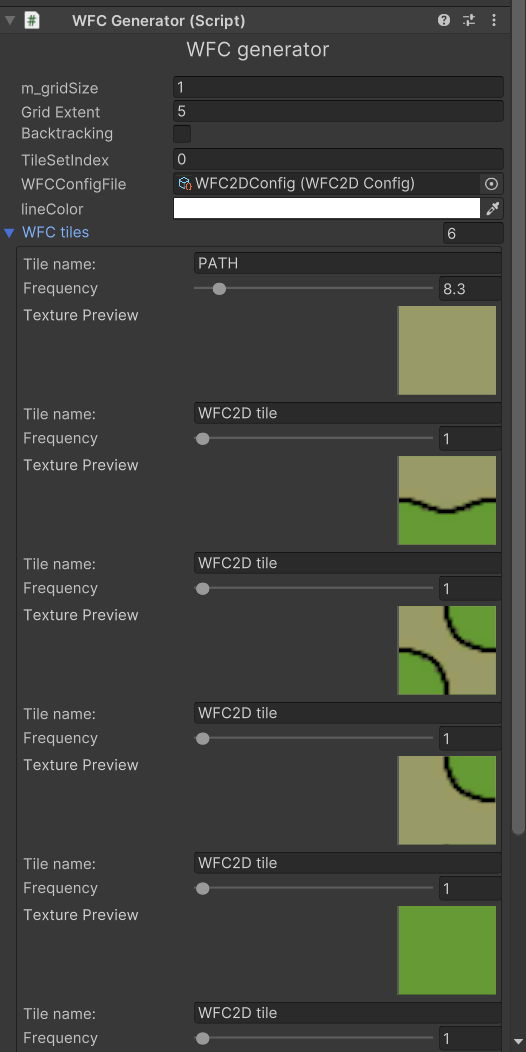 WFC Generator (Script)
WFC generator
m_gridSize 1
Grid Extent 5
Backtracking
TileSetIndex 0
WFCConfigFile WFC2DConfig (WFC2D Config)
lineColor
WFC tiles 6
Tile name: PATH
Frequency 8.3
Texture Preview
Tile name: WFC2D tile
Frequency 1
Texture Preview
Tile name: WFC2D tile
Frequency 1
Texture Preview
Tile name: WFC2D tile
Frequency 1
Texture Preview
Tile name: WFC2D tile
Frequency 1
Texture Preview
Tile name: WFC2D tile
Frequency 1